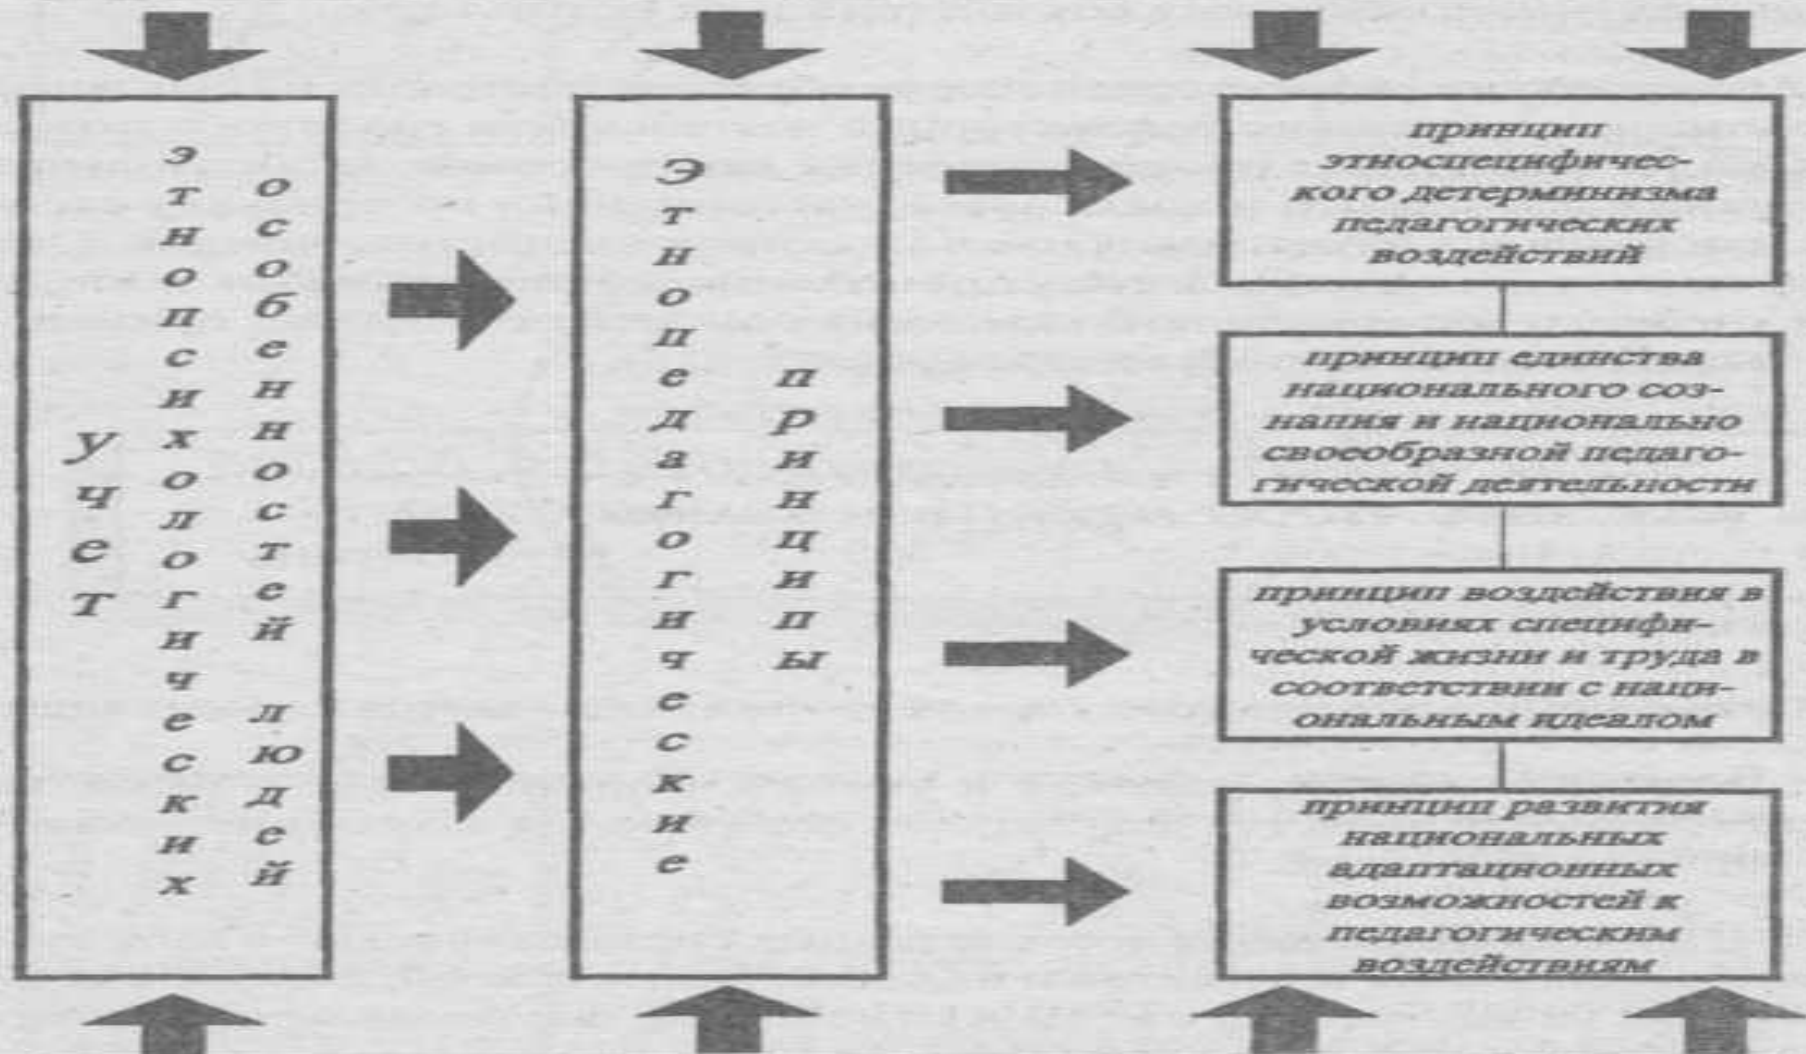 учет
этнопсихологических
особенностей людей
Этнопедагогические
принципы
принцип
этноспецифичес-
кого детерминизма
педагогических
воздействий
принцип единства
национального соз-
нания и национально
своеобразной педаго-
гической деятельности
принцип воздействия в
условиях специфи-
ческой жизни и труда в
соответствии с наци-
ональным идеалом
принцип развития
национальных
адаптационных
возможностей к
педагогическим
воздействиям